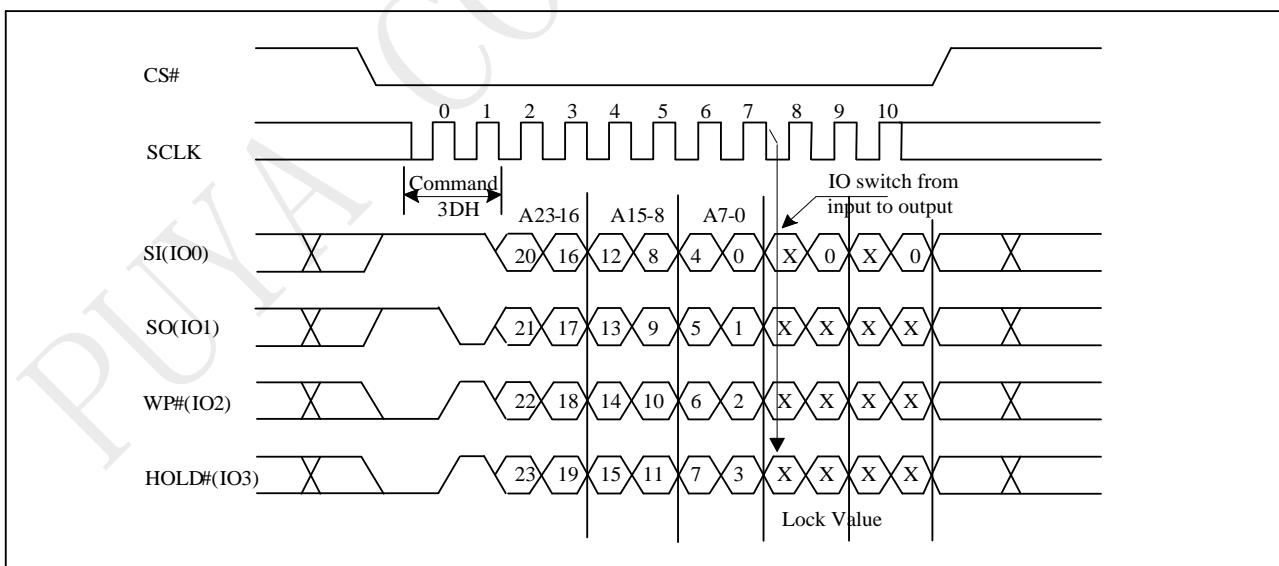 PUYA CO
CS#
0 1 2 3 4 5 6 7 8 9 10
SCLK
Command
3DH
IO switch from
input to output
A23-16 A15-8 A7-0
SI(IO0) 20 16 12 8 4 0 X 0 X 0
SO(IO1) 21 17 13 9 5 1 X X X X
WP#(IO2) 22 18 14 10 6 2 X X X X
HOLD#(IO3) 23 19 15 11 7 3 X X X X
Lock Value